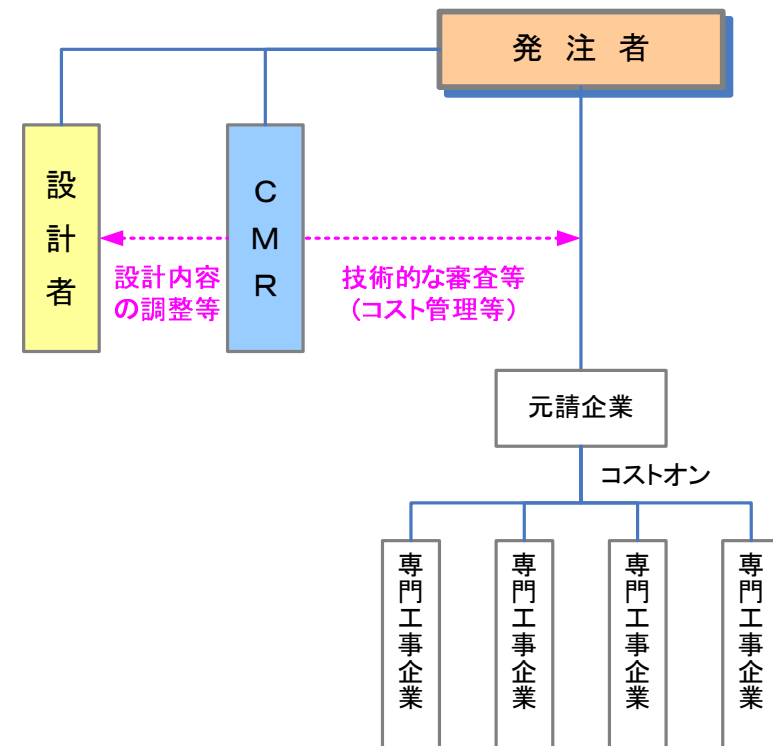 発 注 者
設計者
CMR
設計内容
の調整等
技術的な審査等
(コスト管理等)
元請企業
コストオン
専門工事企業
専門工事企業
専門工事企業
専門工事企業